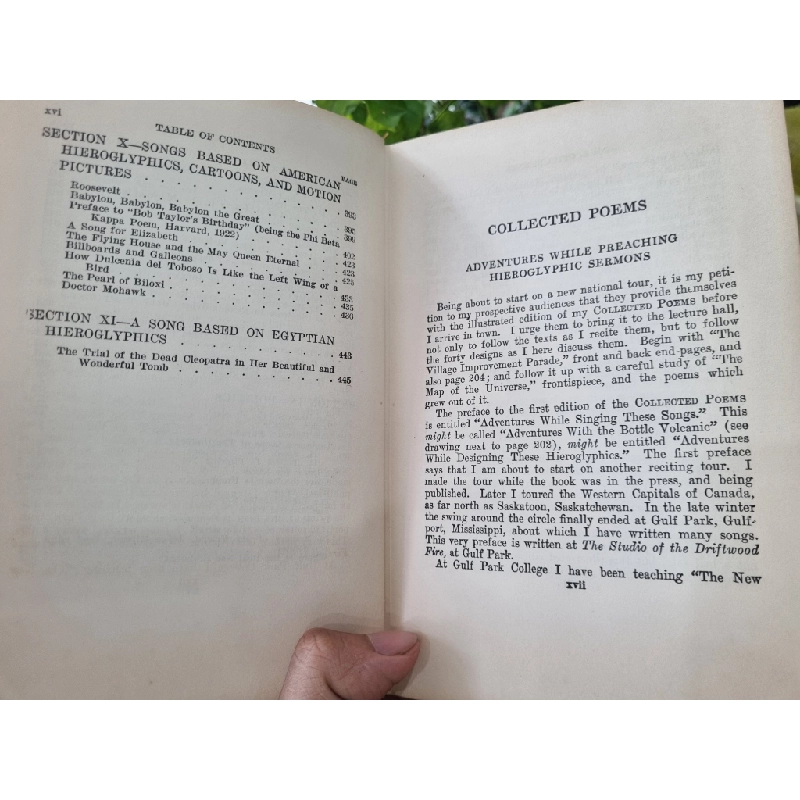 xvi
TABLE OF CONTENTS
PAGE
SECTION X—SONGS BASED ON AMERICAN
HIEROGLYPHICS, CARTOONS, AND MOTION
PICTURES
Roosevelt
Babylon, Babylon, Babylon the Great
Preface to "Bob Taylor's Birthday" (being the Phi Beta
Kappa Poem, Harvard, 1922)
A Song for Elizabeth
The Flying House and the May Queen Eternal
Billboards and Galleons
How Dulcenia del Toboso Is Like the Left Wing of a
Bird
The Pearl of Biloxi
Doctor Mohawk
SECTION XI—A SONG BASED ON EGYPTIAN
HIEROGLYPHICS . . . 443
The Trial of the Dead Cleopatra in Her Beautiful and
Wonderful Tomb . . . 445
COLLECTED POEMS
ADVENTURES WHILE PREACHING
HIEROGLYPHIC SERMONS
Being about to start on a new national tour, it is my peti-
tion to my prospective audiences that they provide themselves
with the illustrated edition of my COLLECTED POEMS before
I arrive in town. I urge them to bring it to the lecture hall,
not only to follow the texts as I recite them, but to follow
the forty designs as I here discuss them. Begin with "The
Village Improvement Parade," front and back end-pages, and
also page 204; and follow it up with a careful study of "The
Map of the Universe," frontispiece, and the poems which
grew out of it.
The preface to the first edition of the COLLECTED POEMS
is entitled "Adventures While Singing These Songs." This
might be called "Adventures With the Bottle Volcanic" (see
drawing next to page 202), might be entitled "Adventures
While Designing These Hieroglyphics." The first preface
says that I am about to start on another reciting tour. I
made the tour while the book was in the press, and being
published. Later I toured the Western Capitals of Canada,
as far north as Saskatoon, Saskatchewan. In the late winter
the swing around the circle finally ended at Gulf Park, Gulf-
port, Mississippi, about which I have written many songs.
This very preface is written at The Studio of the Driftwood
Fire, at Gulf Park.
At Gulf Park College I have been teaching "The New
xvii